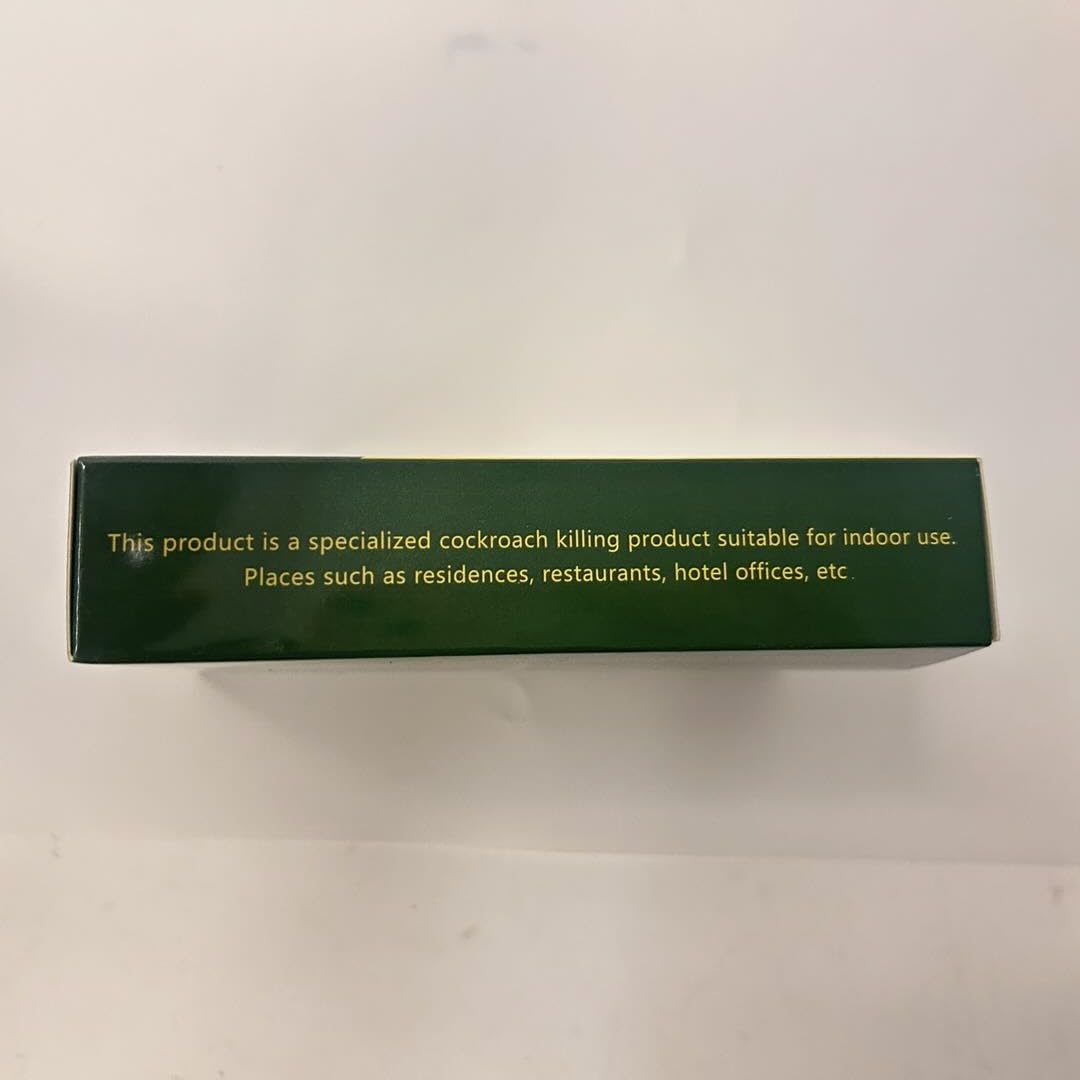 This product is a specialized cockroach killing product suitable for indoor use.
Places such as residences, restaurants, hotel offices, etc.